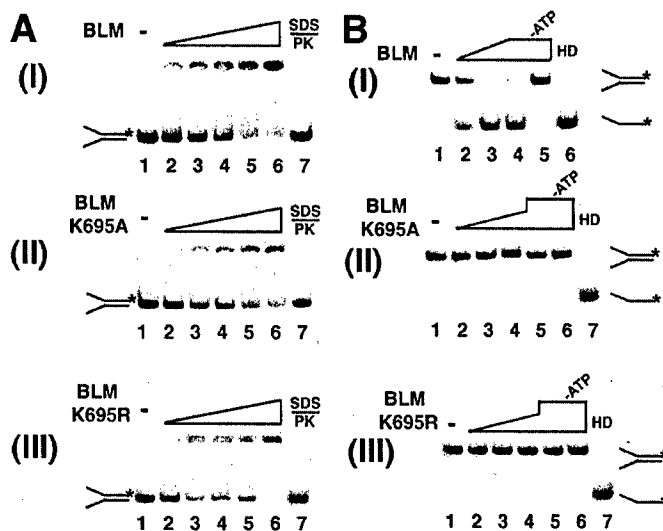 A
BLM - SDS
PK
(I)
*
1 2 3 4 5 6 7
BLM
K695A - SDS
PK
(II)
*
1 2 3 4 5 6 7
BLM
K695R - SDS
PK
(III)
*
1 2 3 4 5 6 7
B
-ATP
BLM - HD
(I)
*
*
1 2 3 4 5 6
-ATP
BLM
K695A - HD
(II)
*
*
1 2 3 4 5 6 7
-ATP
BLM
K695R - HD
(III)
*
*
1 2 3 4 5 6 7